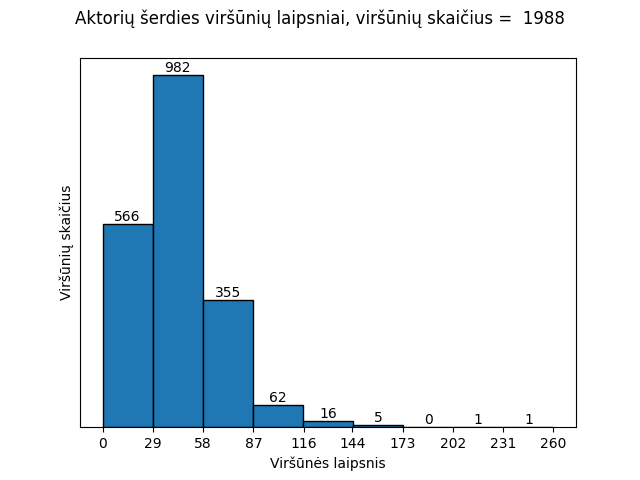 Aktorių šerdies viršūnių laipsniai, viršūnių skaičius =  1988
982
566
355
62
16
5
0
1
1
Viršūnių skaičius
0 29 58 87 116 144 173 202 231 260
Viršūnės laipsnis